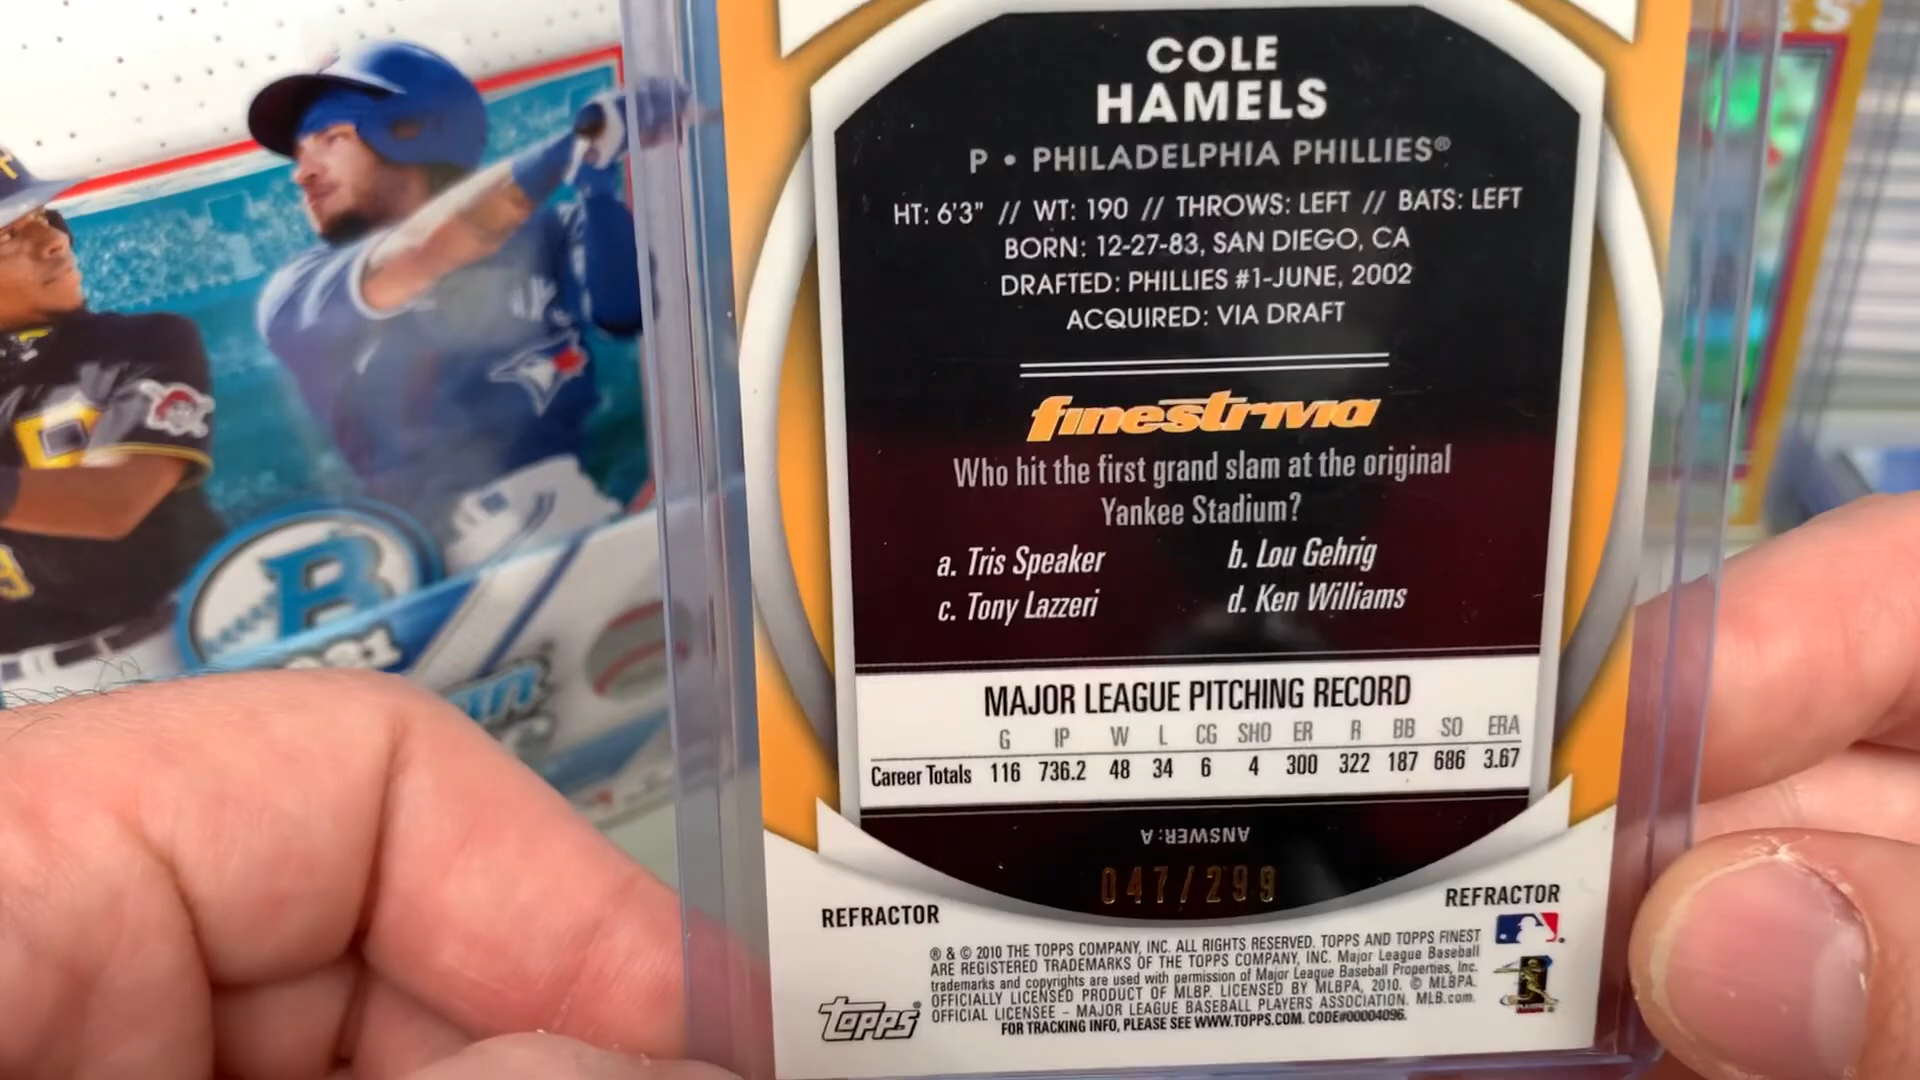 COLE
HAMELS
P • PHILADELPHIA PHILLIES®
HT: 6'3" // WT: 190 // THROWS: LEFT // BATS: LEFT
BORN: 12-27-83, SAN DIEGO, CA
DRAFTED: PHILLIES #1-JUNE, 2002
ACQUIRED: VIA DRAFT
finestrivia
Who hit the first grand slam at the original
Yankee Stadium?
a. Tris Speaker b. Lou Gehrig
c. Tony Lazzeri d. Ken Williams
MAJOR LEAGUE PITCHING RECORD
G IP W L CG SHO ER R BB SO ERA
Career Totals 116 736.2 48 34 6 4 300 322 187 686 3.67
ANSWER: A
047/299
REFRACTOR REFRACTOR
® & © 2010 THE TOPPS COMPANY, INC. ALL RIGHTS RESERVED. TOPPS AND TOPPS FINEST
ARE REGISTERED TRADEMARKS OF THE TOPPS COMPANY, INC. Major League Baseball
trademarks and copyrights are used with permission of Major League Baseball Properties, Inc.
OFFICIALLY LICENSED PRODUCT OF MLBP. LICENSED BY MLBPA, 2010. © MLBPA.
OFFICIAL LICENSEE – MAJOR LEAGUE BASEBALL PLAYERS ASSOCIATION. MLB.com.
FOR TRACKING INFO, PLEASE SEE WWW.TOPPS.COM. CODE#00004096.
Topps®
B